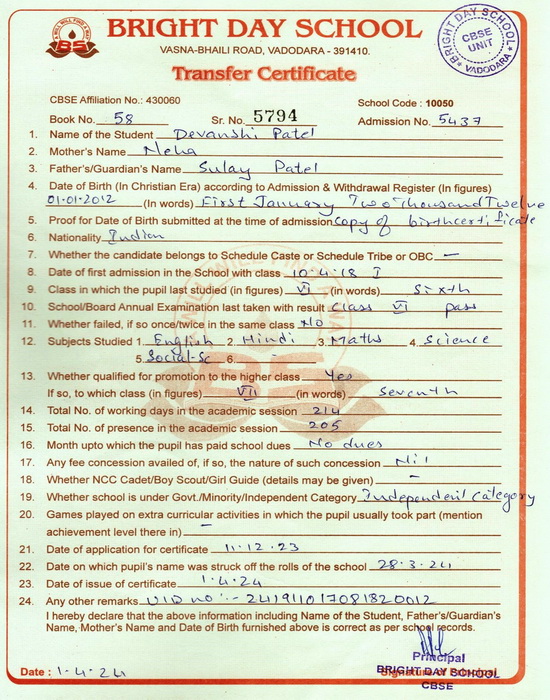 A WILL WILL FIND A WAY
BS
BRIGHT DAY SCHOOL
VASNA-BHAILI ROAD, VADODARA - 391410.
BRIGHT DAY SCHOOL
CBSE
UNIT
VADODARA
Transfer Certificate
CBSE Affiliation No.: 430060
School Code : 10050
Book No. 58 Sr. No. 5794 Admission No. 5437
1. Name of the Student Devanshi Patel
2. Mother's Name Neha
3. Father's/Guardian's Name Sulay Patel
4. Date of Birth (In Christian Era) according to Admission & Withdrawal Register (In figures)
01.01.2012 (In words) First January Two Thousand Twelve
5. Proof for Date of Birth submitted at the time of admission copy of birthcertificate
6. Nationality Indian
7. Whether the candidate belongs to Schedule Caste or Schedule Tribe or OBC —
8. Date of first admission in the School with class 10.4.18 I
9. Class in which the pupil last studied (in figures) VI (in words) Sixth
10. School/Board Annual Examination last taken with result Class VI pass
11. Whether failed, if so once/twice in the same class No
12. Subjects Studied 1. English 2. Hindi 3. Maths 4. Science
5. Social-Sc 6. —
13. Whether qualified for promotion to the higher class Yes
If so, to which class (in figures) VII (in words) Seventh
14. Total No. of working days in the academic session 214
15. Total No. of presence in the academic session 205
16. Month upto which the pupil has paid school dues No dues
17. Any fee concession availed of, if so, the nature of such concession Nil
18. Whether NCC Cadet/Boy Scout/Girl Guide (details may be given) —
19. Whether school is under Govt./Minority/Independent Category Independent Category
20. Games played on extra curricular activities in which the pupil usually took part (mention
achievement level there in) —
21. Date of application for certificate 11.12.23
22. Date on which pupil's name was struck off the rolls of the school 28.3.24
23. Date of issue of certificate 1.4.24
24. Any other remarks UID no :- 241911017081820012
I hereby declare that the above information including Name of the Student, Father's/Guardian's
Name, Mother's Name and Date of Birth furnished above is correct as per school records.
Principal
Date : 1.4.24
BRIGHT DAY SCHOOL
CBSE